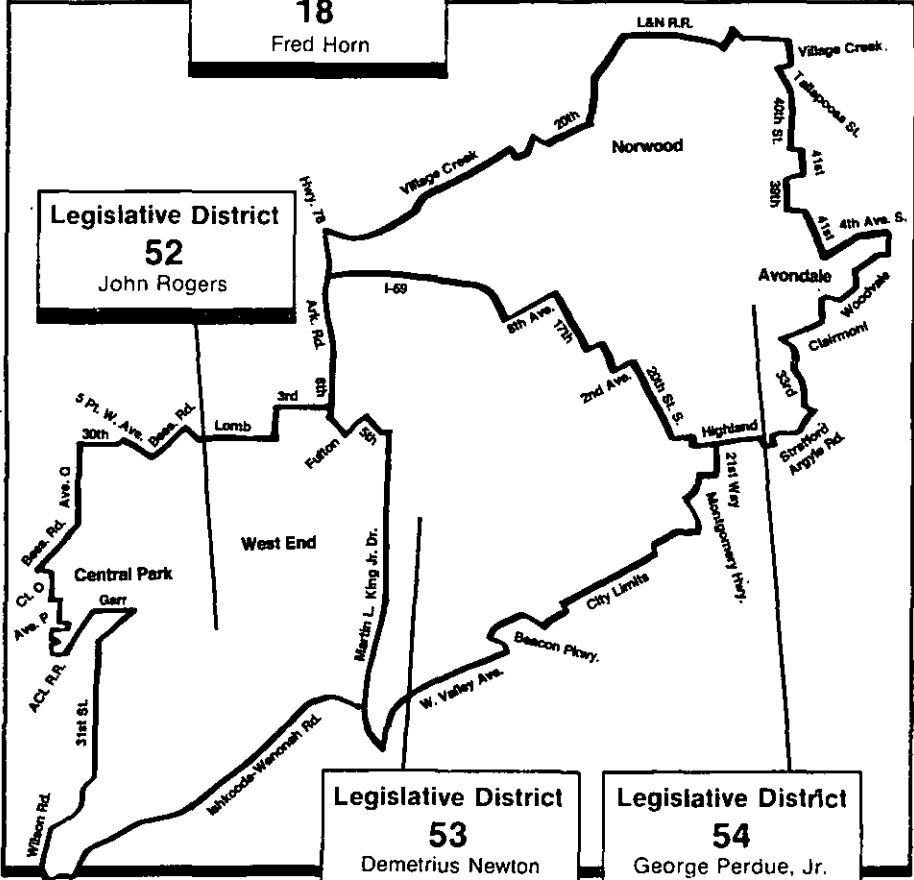 18
Fred Horn
L&N R.R.
Village Creek.
Tallapoosa St.
40th St.
41st
39th
41st
4th Ave. S.
Norwood
20th
Village Creek
Hwy. 78
Legislative District
52
John Rogers
Avondale
Woodvale
Clairmont
I-59
8th Ave.
17th
Ark. Rd.
2nd Ave.
20th St. S.
33rd
8th
3rd
5 Pt. W. Ave.
Bess. Rd.
30th
Lomb
Fulton
5th
Highland
Stratford
Argyle Rd.
21st Way
Ave. Q
Montgomery Hwy.
Bess. Rd.
West End
Central Park
Ct. O
Garr
Ave. P
Martin L. King Jr. Dr.
City Limits
Beacon Pkwy.
ACL R.R.
W. Valley Ave.
31st St.
Ishkooda-Wenonah Rd.
Wilson Rd.
Legislative District
53
Demetrius Newton
Legislative District
54
George Perdue, Jr.